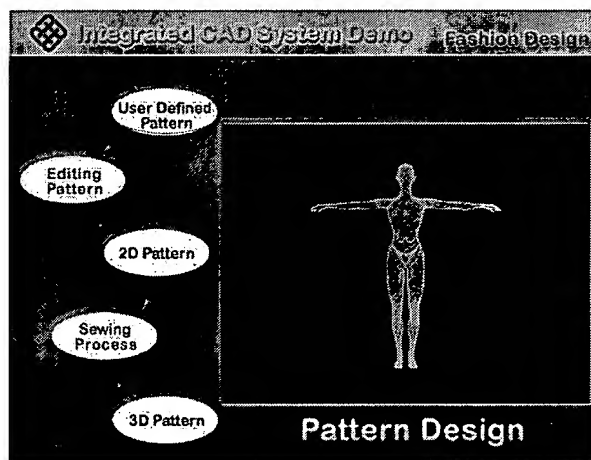 Integrated CAD System Demo
Fashion Design
User Defined
Pattern
Editing
Pattern
2D Pattern
Sewing
Process
3D Pattern
Pattern Design